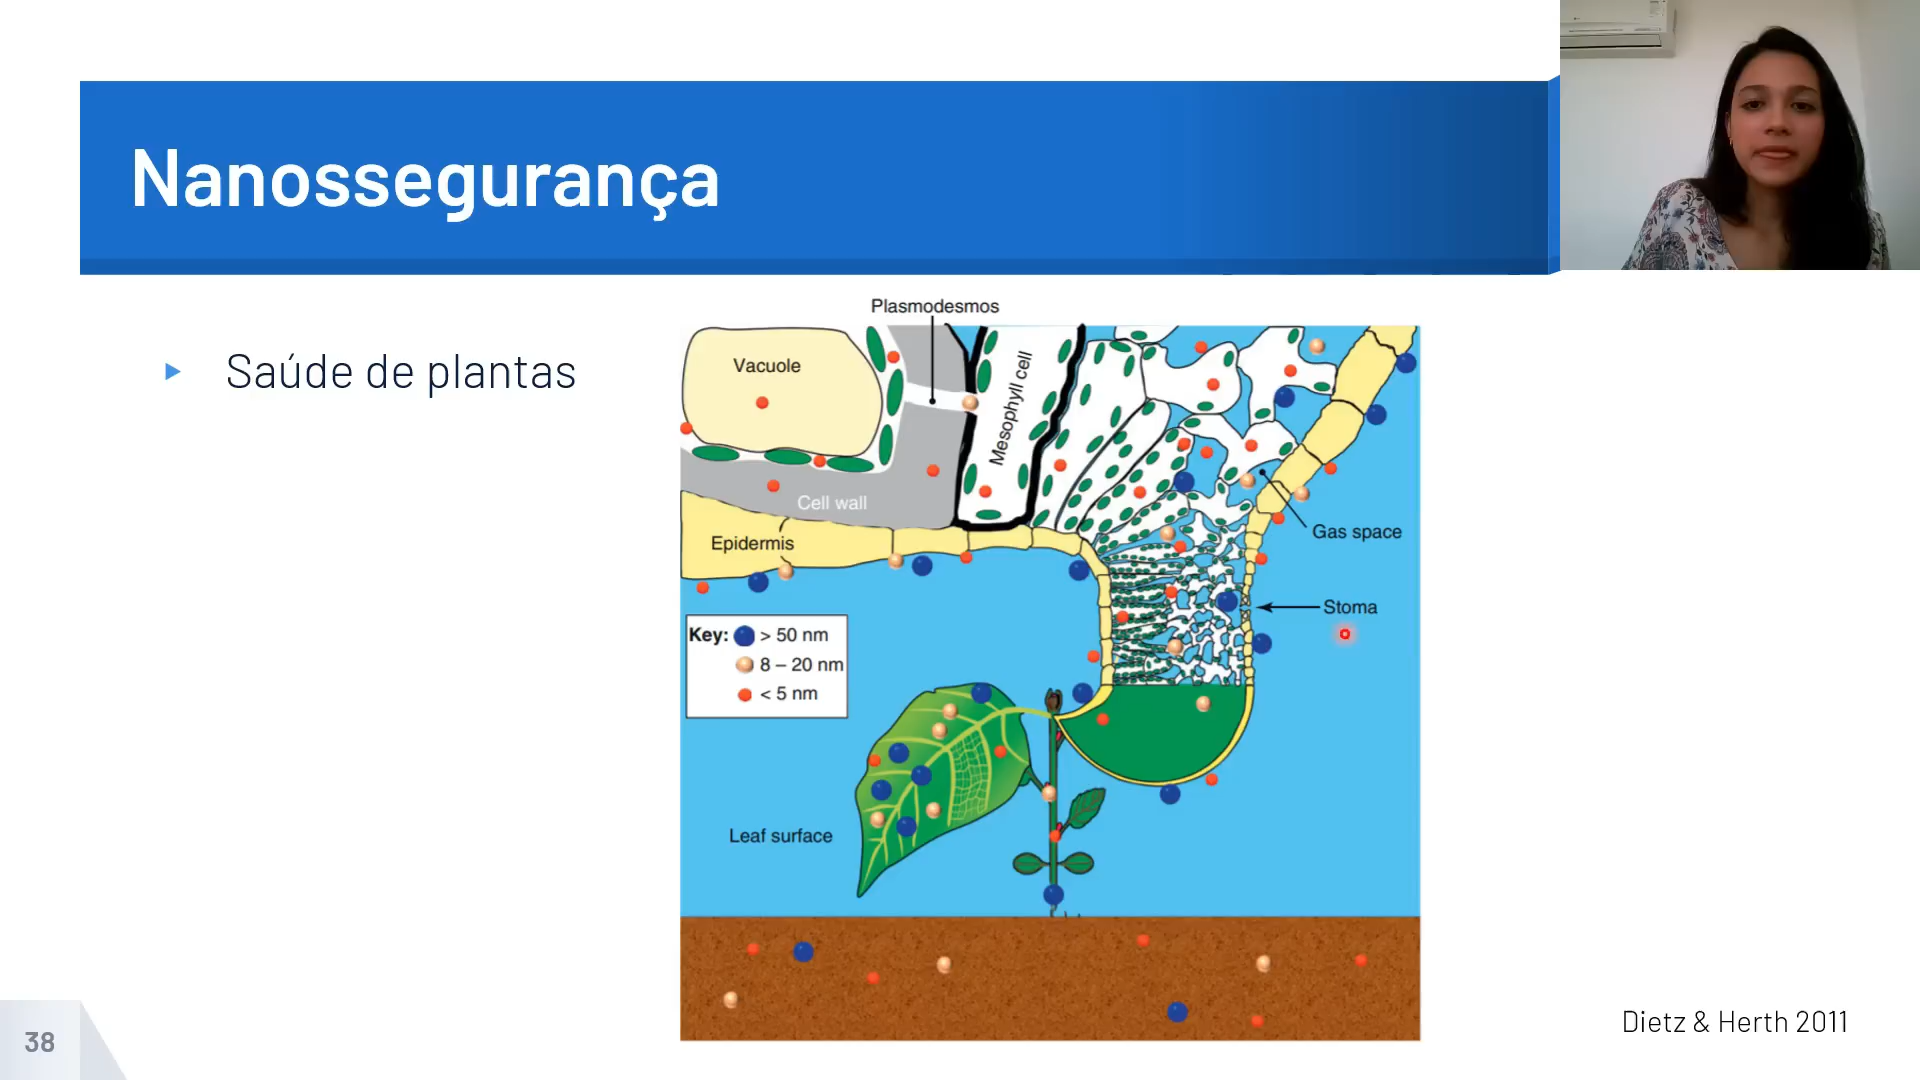 Nanossegurança
Saúde de plantas
Plasmodesmos
Vacuole
Mesophyll cell
Cell wall
Epidermis
Gas space
Stoma
Key: > 50 nm
8 – 20 nm
< 5 nm
Leaf surface
Dietz & Herth 2011
38